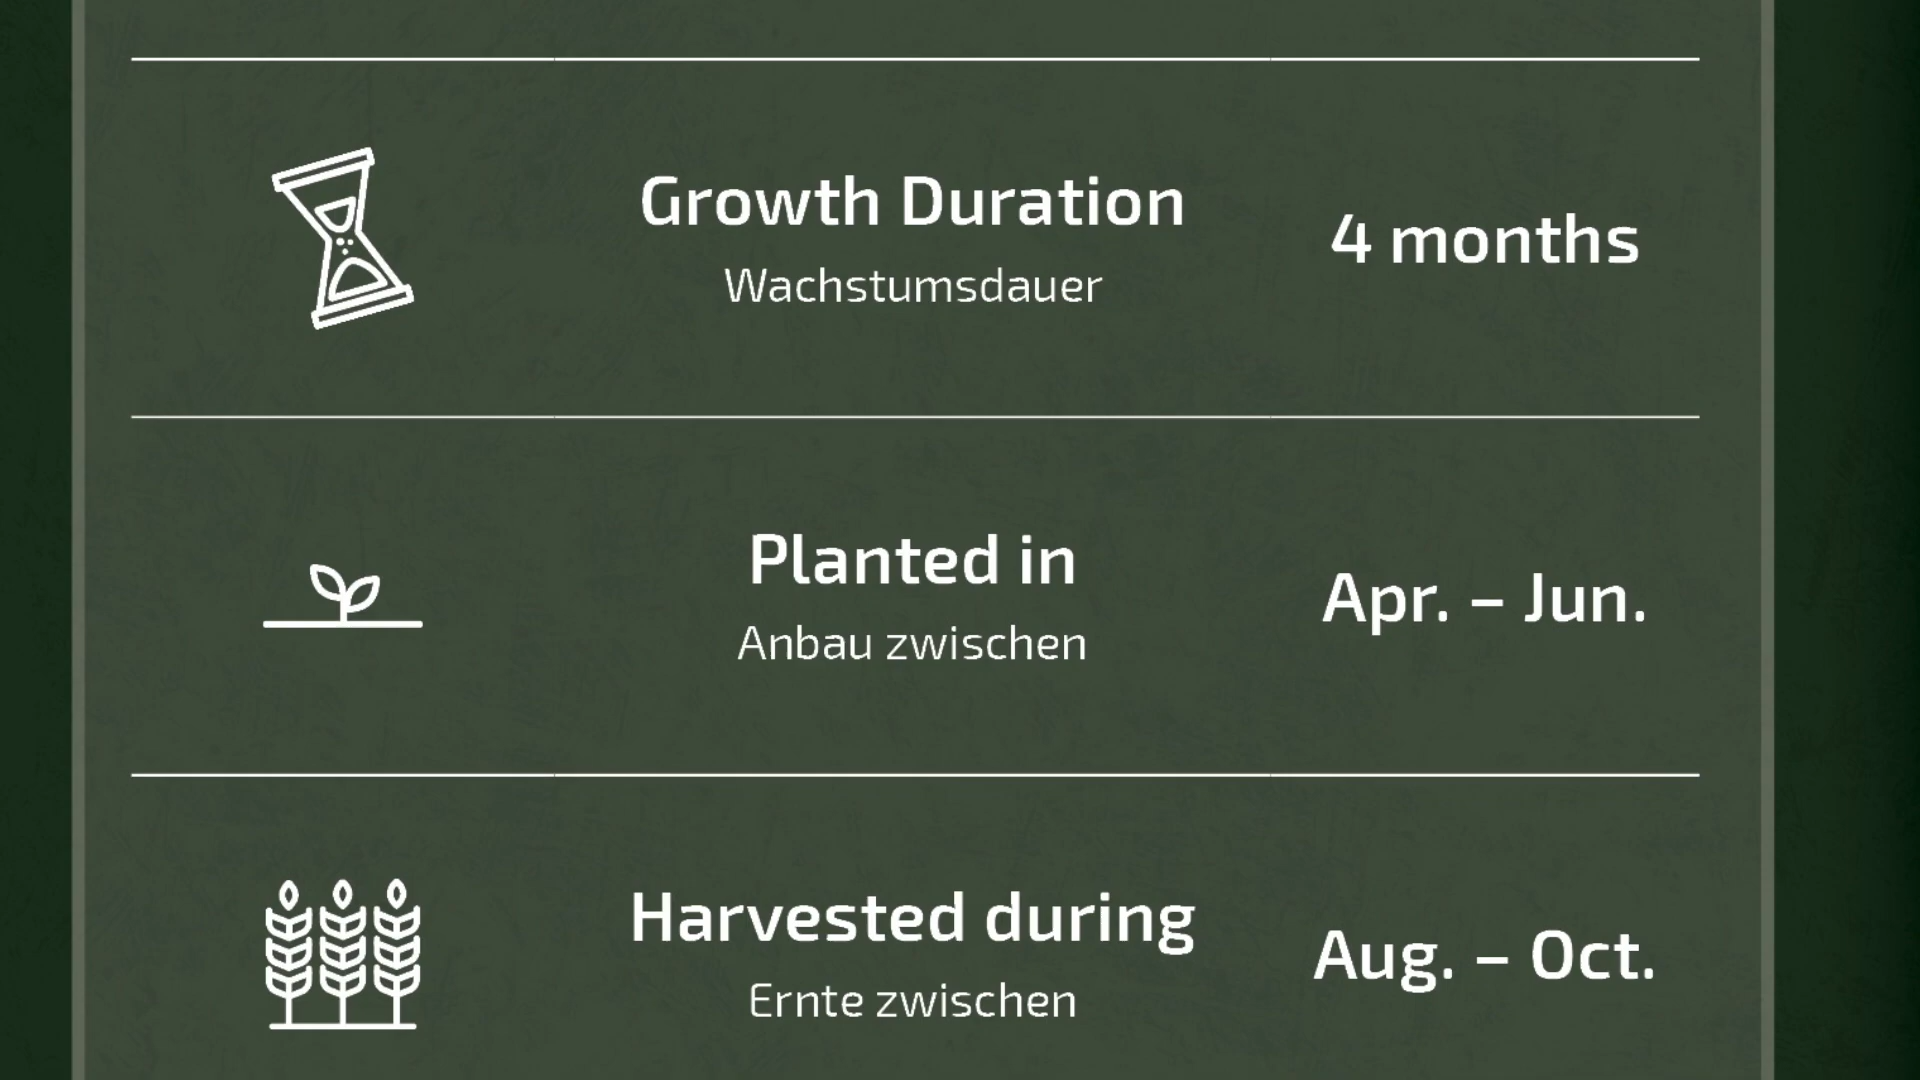 Growth Duration
Wachstumsdauer
4 months
Planted in
Anbau zwischen
Apr. – Jun.
Harvested during
Ernte zwischen
Aug. – Oct.